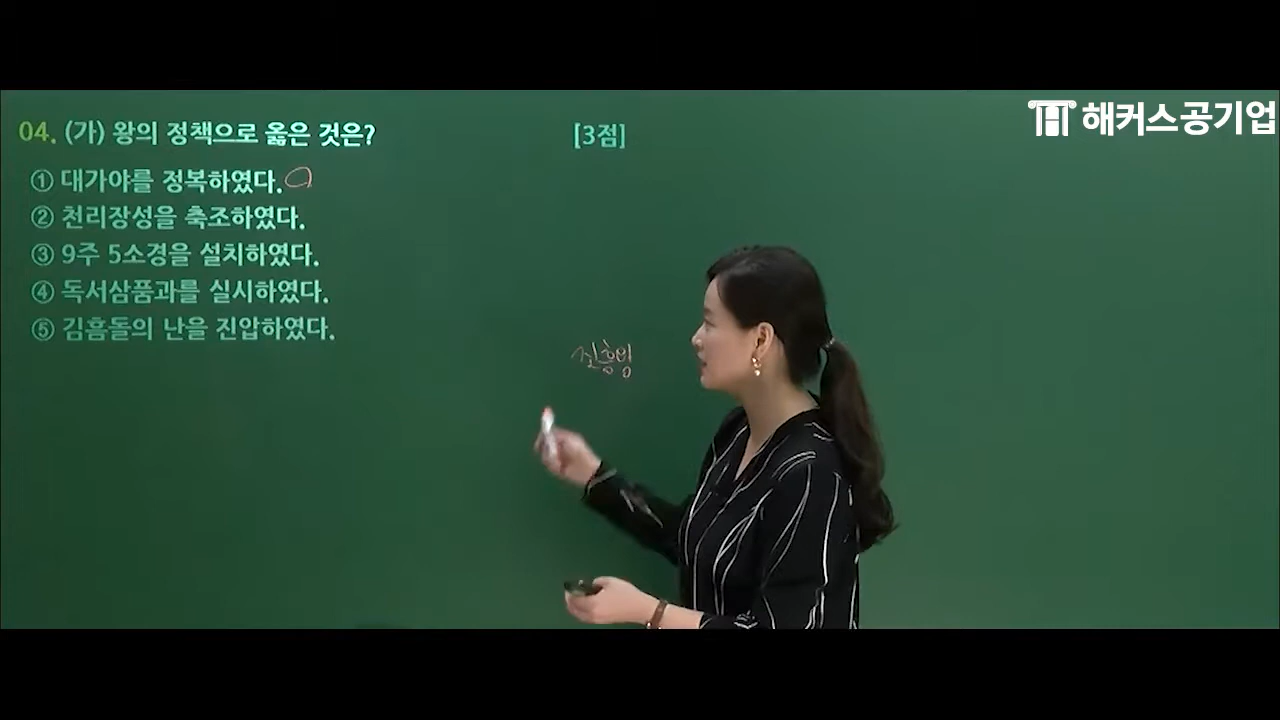 해커스공기업
04. (가) 왕의 정책으로 옳은 것은? [3점]
① 대가야를 정복하였다.
② 천리장성을 축조하였다.
③ 9주 5소경을 설치하였다.
④ 독서삼품과를 실시하였다.
⑤ 김흠돌의 난을 진압하였다.